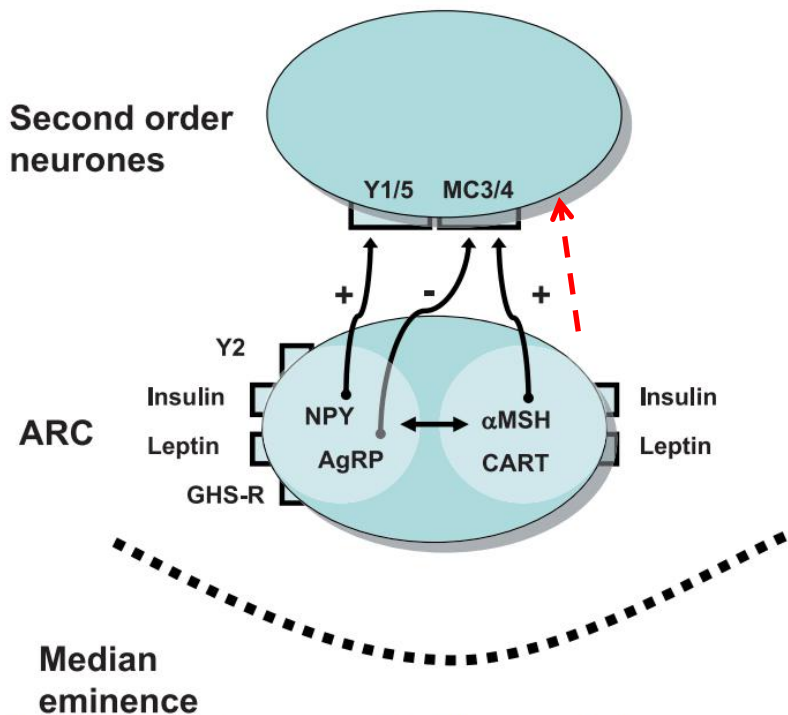 Second order
neurones
Y1/5 MC3/4
+ - +
Y2
Insulin
Leptin
GHS-R
ARC
NPY
AgRP
αMSH
CART
Insulin
Leptin
Median
eminence